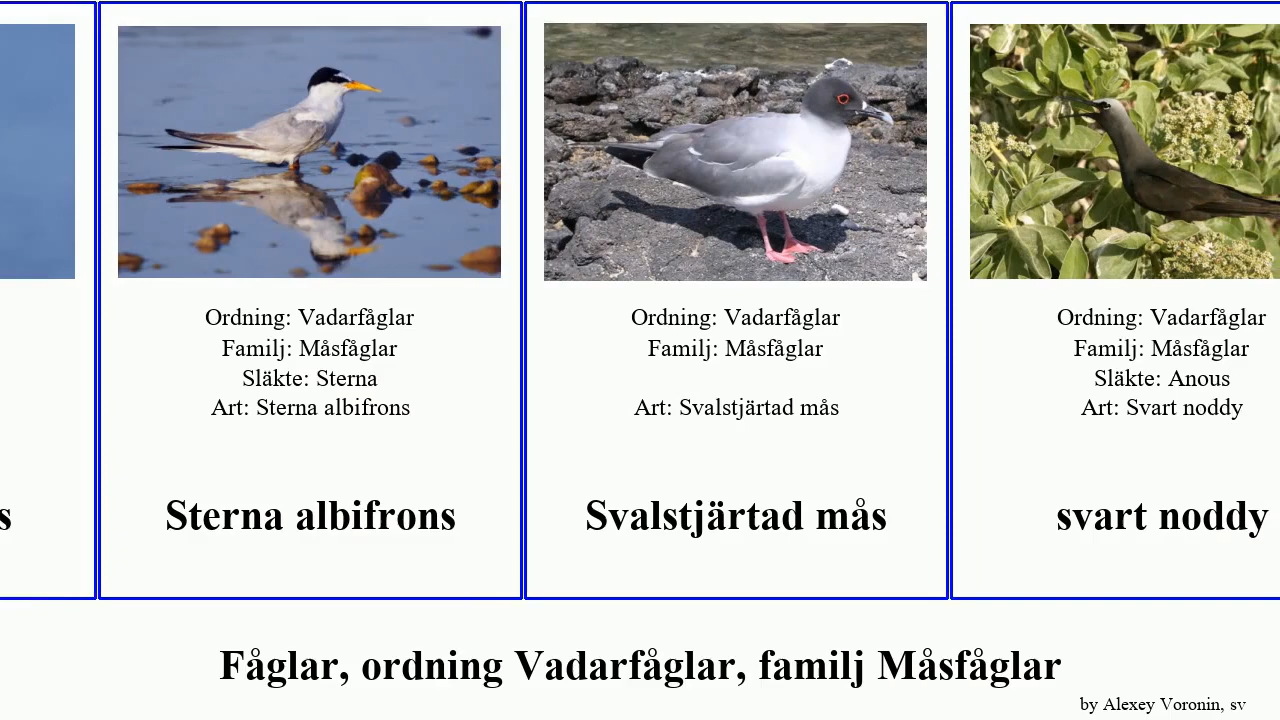 s
Ordning: Vadarfåglar
Familj: Måsfåglar
Släkte: Sterna
Art: Sterna albifrons
Sterna albifrons
Ordning: Vadarfåglar
Familj: Måsfåglar
Art: Svalstjärtad mås
Svalstjärtad mås
Ordning: Vadarfåglar
Familj: Måsfåglar
Släkte: Anous
Art: Svart noddy
svart noddy
Fåglar, ordning Vadarfåglar, familj Måsfåglar
by Alexey Voronin, sv